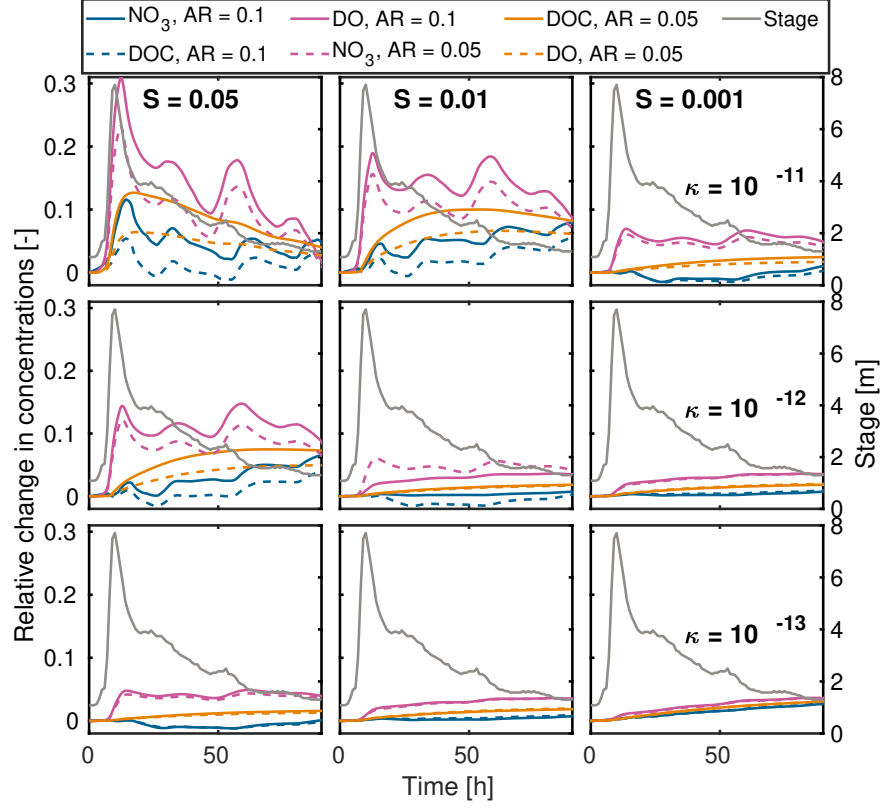 NO3, AR = 0.1 DO, AR = 0.1 DOC, AR = 0.05 Stage
DOC, AR = 0.1 NO3, AR = 0.05 DO, AR = 0.05
S = 0.05 S = 0.01 S = 0.001
0.3 8
0.2 6
κ = 10 -11
0.1 4
2
0 0
0.3 8
0.2 6
κ = 10 -12
0.1 4
2
0 0
0.3 8
0.2 6
κ = 10 -13
0.1 4
2
0 0
0 50 0 50 0 50
Time [h]
Relative change in concentrations [-]
Stage [m]